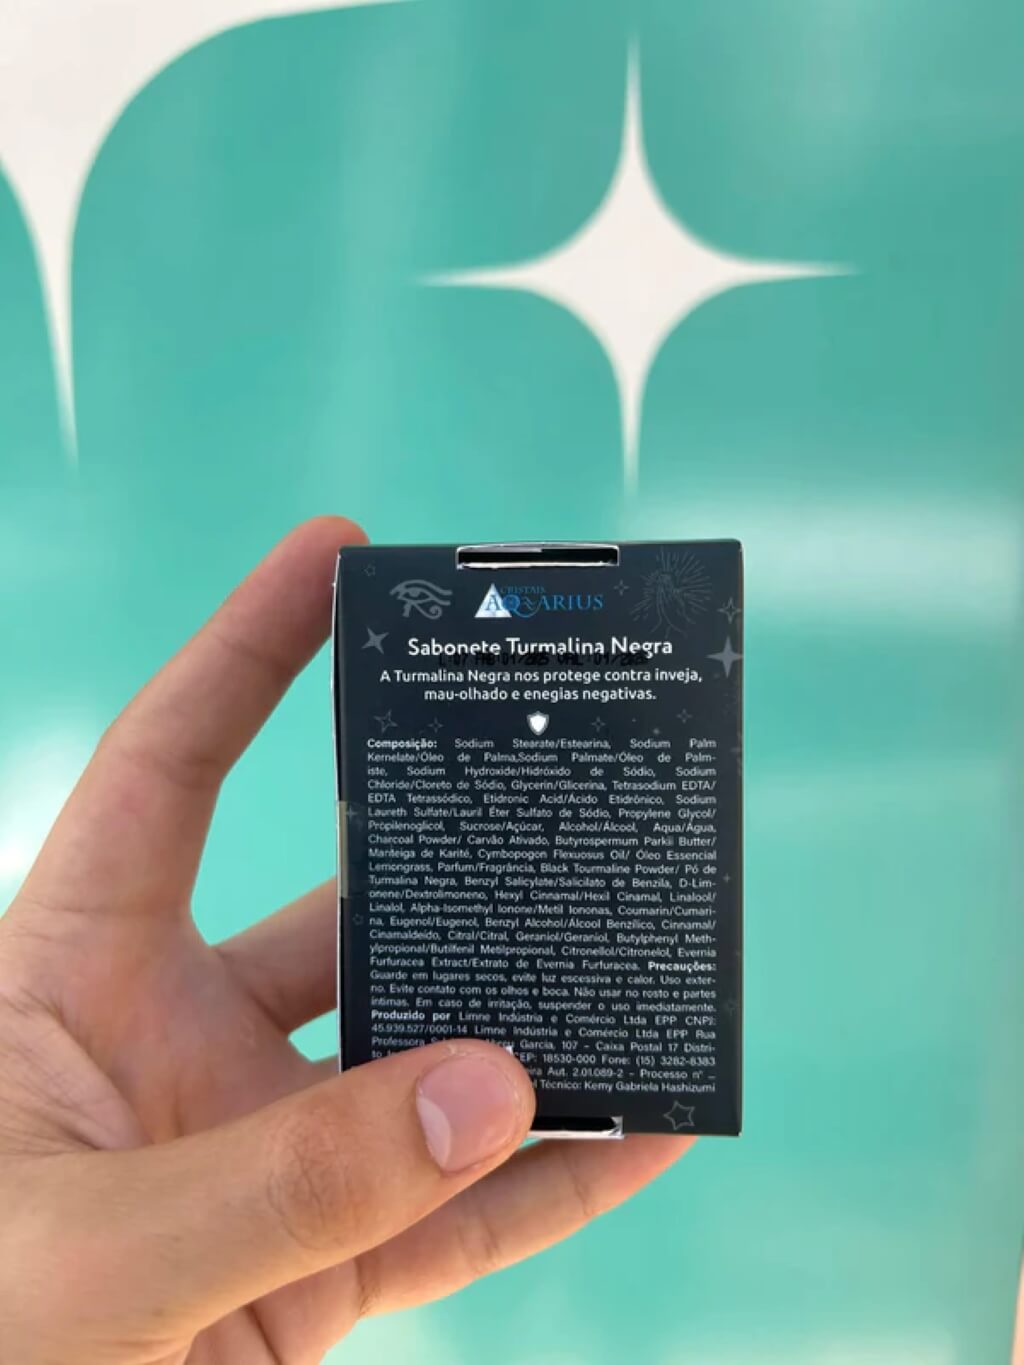 CRISTAIS
AQUARIUS
Sabonete Turmalina Negra
A Turmalina Negra nos protege contra inveja,
mau-olhado e enegias negativas.
Composição: Sodium Stearate/Estearina, Sodium Palm
Kernelate/Óleo de Palma,Sodium Palmate/Óleo de Palm-
iste, Sodium Hydroxide/Hidróxido de Sódio, Sodium
Chloride/Cloreto de Sódio, Glycerin/Glicerina, Tetrasodium EDTA/
EDTA Tetrassódico, Etidronic Acid/Ácido Etidrônico, Sodium
Laureth Sulfate/Lauril Éter Sulfato de Sódio, Propylene Glycol/
Propilenoglicol, Sucrose/Açúcar, Alcohol/Álcool, Aqua/Água,
Charcoal Powder/ Carvão Ativado, Butyrospermum Parkii Butter/
Manteiga de Karité, Cymbopogon Flexuosus Oil/ Óleo Essencial
Lemongrass, Parfum/Fragrância, Black Tourmaline Powder/ Pó de
Turmalina Negra, Benzyl Salicylate/Salicilato de Benzila, D-Lim-
onene/Dextrolimoneno, Hexyl Cinnamal/Hexil Cinamal, Linalool/
Linalol, Alpha-Isomethyl Ionone/Metil Iononas, Coumarin/Cumari-
na, Eugenol/Eugenol, Benzyl Alcohol/Álcool Benzílico, Cinnamal/
Cinamaldeído, Citral/Citral, Geraniol/Geraniol, Butylphenyl Meth-
ylpropional/Butilfenil Metilpropional, Citronellol/Citronelol, Evernia
Furfuracea Extract/Extrato de Evernia Furfuracea. Precauções:
Guarde em lugares secos, evite luz excessiva e calor. Uso exter-
no. Evite contato com os olhos e boca. Não usar no rosto e partes
íntimas. Em caso de irritação, suspender o uso imediatamente.
Produzido por Limne Indústria e Comércio Ltda EPP CNPJ:
45.939.527/0001-14 Limne Indústria e Comércio Ltda EPP Rua
Professora Garcia, 107 - Caixa Postal 17 Distri-
to CEP: 18530-000 Fone: (15) 3282-8383
Aut. 2.01.089-2 - Processo n° _
Técnico: Kemy Gabriela Hashizumi